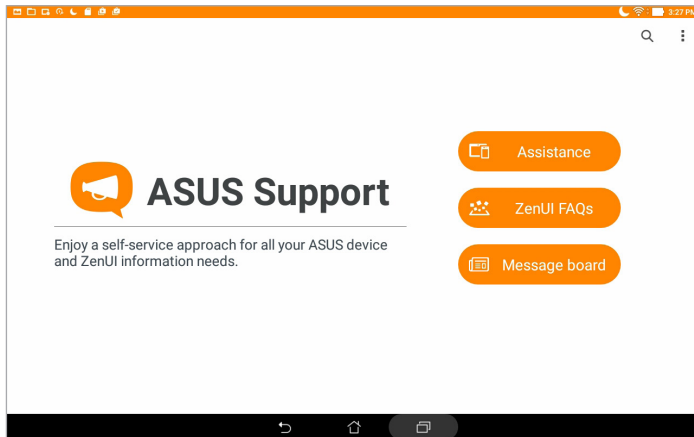 3:27 PM
ASUS Support
Enjoy a self-service approach for all your ASUS device
and ZenUI information needs.
Assistance
ZenUI FAQs
Message board